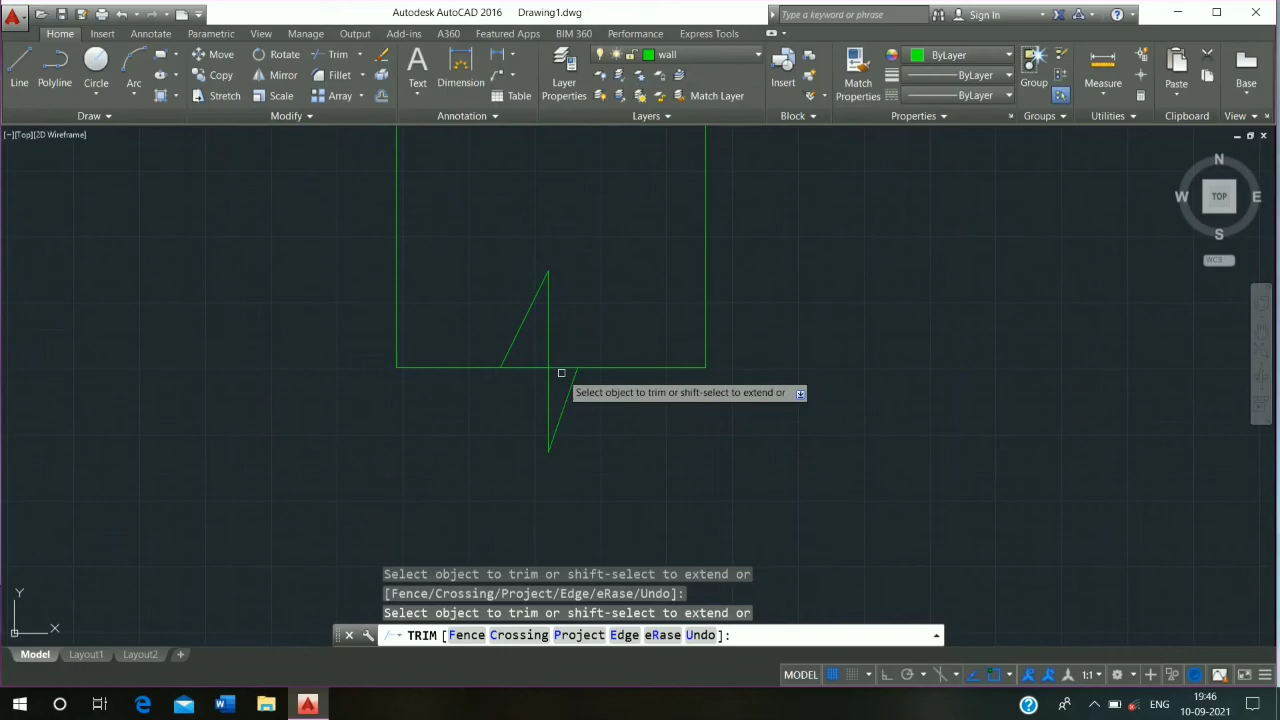 Autodesk AutoCAD 2016 Drawing1.dwg
Type a keyword or phrase
Sign In
Home Insert Annotate Parametric View Manage Output Add-ins A360 Featured Apps BIM 360 Performance Express Tools
Line Polyline Circle Arc
Move Rotate Trim
Copy Mirror Fillet
Stretch Scale Array
Text Dimension Table
Layer Properties
wall
Match Layer
Insert
Match Properties
ByLayer
ByLayer
ByLayer
Group
Measure
Paste
Base
Draw Modify Annotation Layers Block Properties Groups Utilities Clipboard View
[−][Top][2D Wireframe]
N
W TOP E
S
WCS
Select object to trim or shift-select to extend or
Y
X
Select object to trim or shift-select to extend or
[Fence/Crossing/Project/Edge/eRase/Undo]:
Select object to trim or shift-select to extend or
TRIM [Fence Crossing Project Edge eRase Undo]:
Model Layout1 Layout2 +
MODEL 1:1
ENG 19:46
10-09-2021